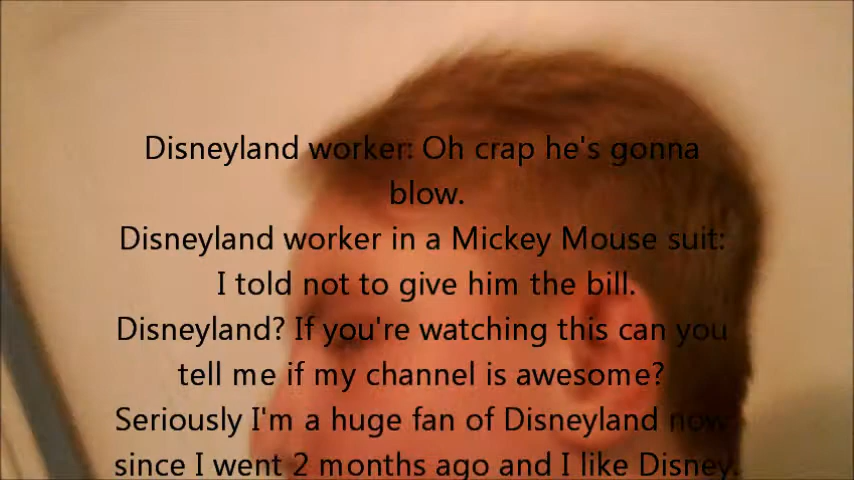 Disneyland worker: Oh crap he's gonna
blow.
Disneyland worker in a Mickey Mouse suit:
I told not to give him the bill.
Disneyland? If you're watching this can you
tell me if my channel is awesome?
Seriously I'm a huge fan of Disneyland now
since I went 2 months ago and I like Disney.